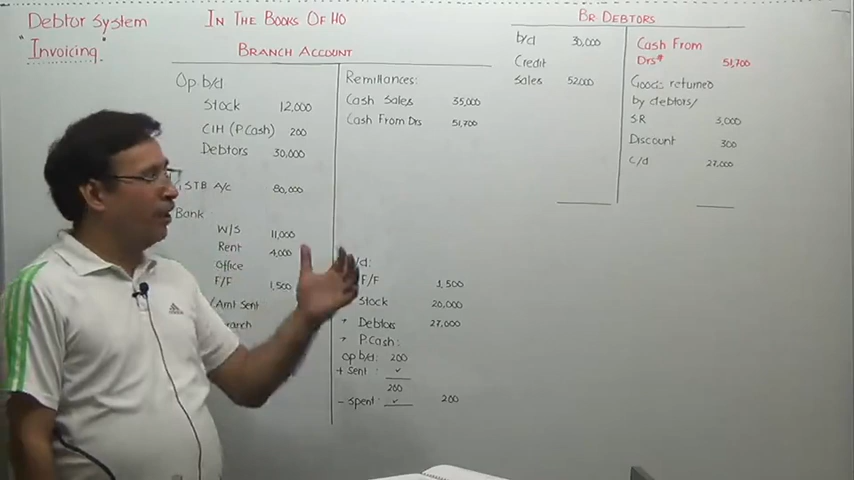 Debtor System
"Invoicing"
In The Books Of HO
Branch Account
Op b/d
Stock 12,000
CIH (P.Cash) 200
Debtors 30,000
STB A/c 80,000
Bank
W/S 11,000
Rent 4,000
Office
F/F 1,500
(Amt Sent
Remittances:
Cash Sales 35,000
Cash From Drs 51,700
F/F 1,500
Stock 20,000
Debtors 27,000
P.Cash:
Op b/d: 200
+ Sent
200
- Spent 200
Br Debtors
b/d 30,000
Credit
Sales 52,000
Cash From
Drs# 51,700
Goods returned
by debtors/
SR 3,000
Discount 300
c/d 27,000